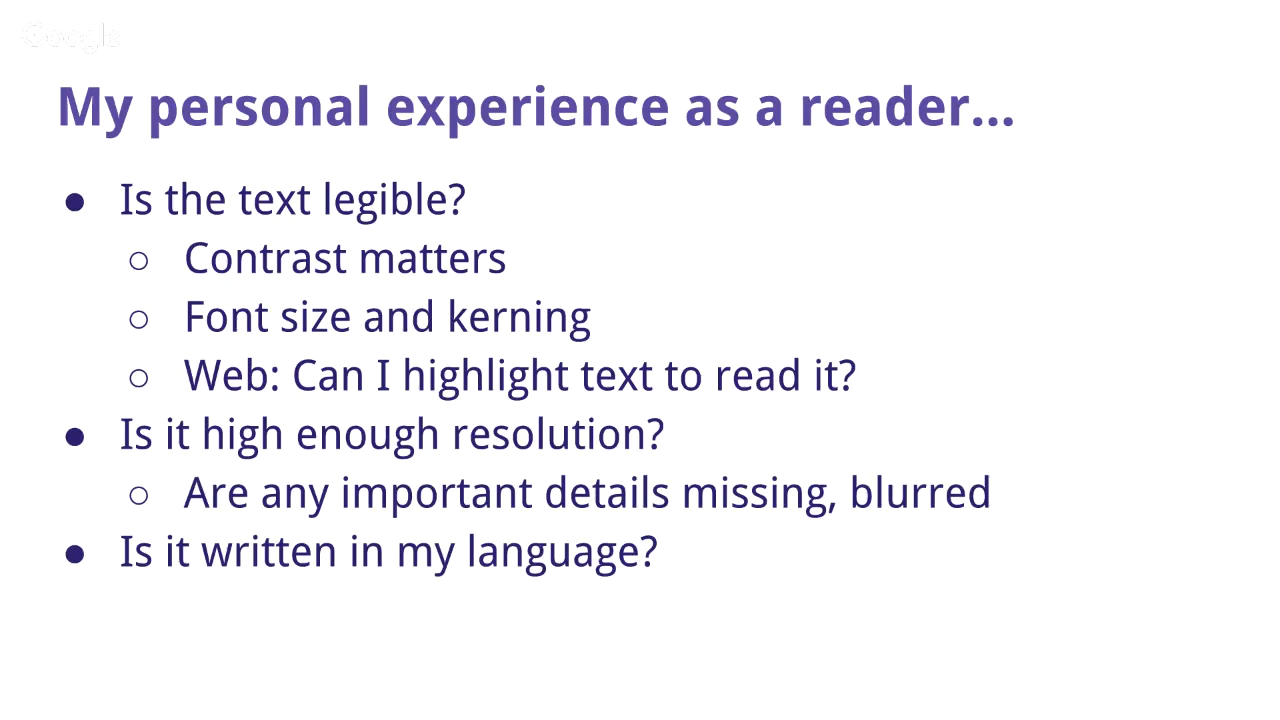 Google
My personal experience as a reader...
● Is the text legible?
○ Contrast matters
○ Font size and kerning
○ Web: Can I highlight text to read it?
● Is it high enough resolution?
○ Are any important details missing, blurred
● Is it written in my language?